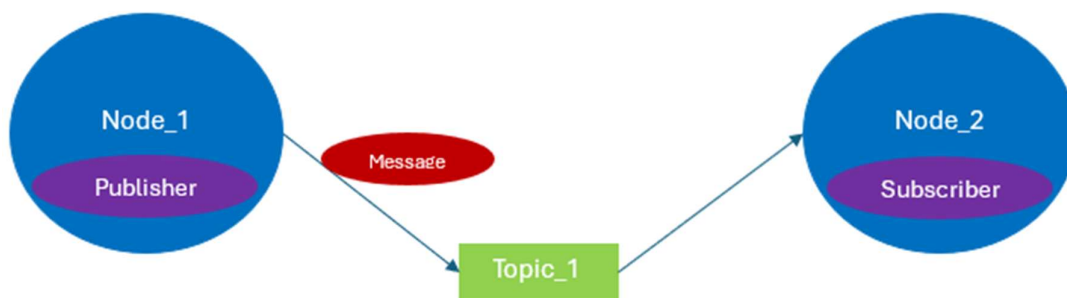 Node_1
Publisher
Message
Topic_1
Node_2
Subscriber